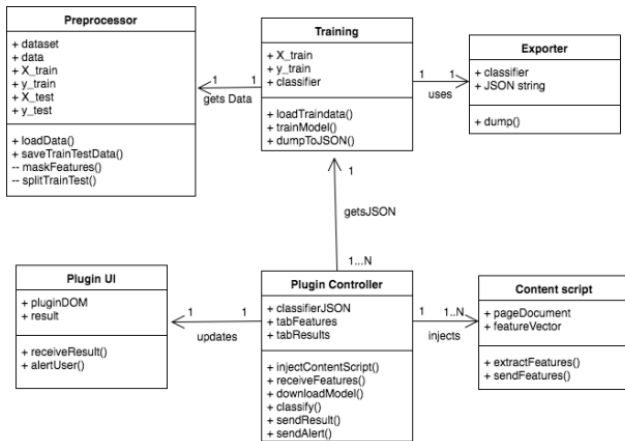 Preprocessor
+ dataset
+ data
+ X_train
+ y_train
+ X_test
+ y_test
+ loadData()
+ saveTrainTestData()
-- maskFeatures()
-- splitTrainTest()
1 1
gets Data
Training
+ X_train
+ y_train
+ classifier
+ loadTraindata()
+ trainModel()
+ dumpToJSON()
1 1
uses
Exporter
+ classifier
+ JSON string
+ dump()
1
getsJSON
1...N
Plugin UI
+ pluginDOM
+ result
+ receiveResult()
+ alertUser()
1 1
updates
Plugin Controller
+ classifierJSON
+ tabFeatures
+ tabResults
+ injectContentScript()
+ receiveFeatures()
+ downloadModel()
+ classify()
+ sendResult()
+ sendAlert()
1 1..N
injects
Content script
+ pageDocument
+ featureVector
+ extractFeatures()
+ sendFeatures()